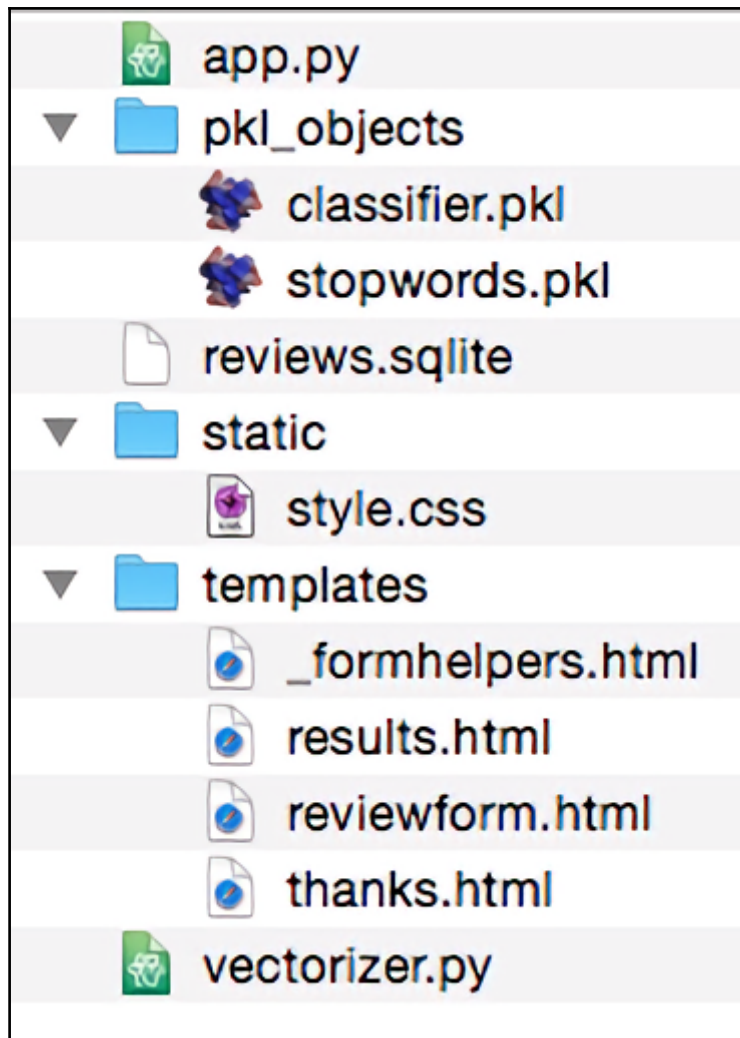 app.py
pkl_objects
classifier.pkl
stopwords.pkl
reviews.sqlite
static
style.css
templates
_formhelpers.html
results.html
reviewform.html
thanks.html
vectorizer.py